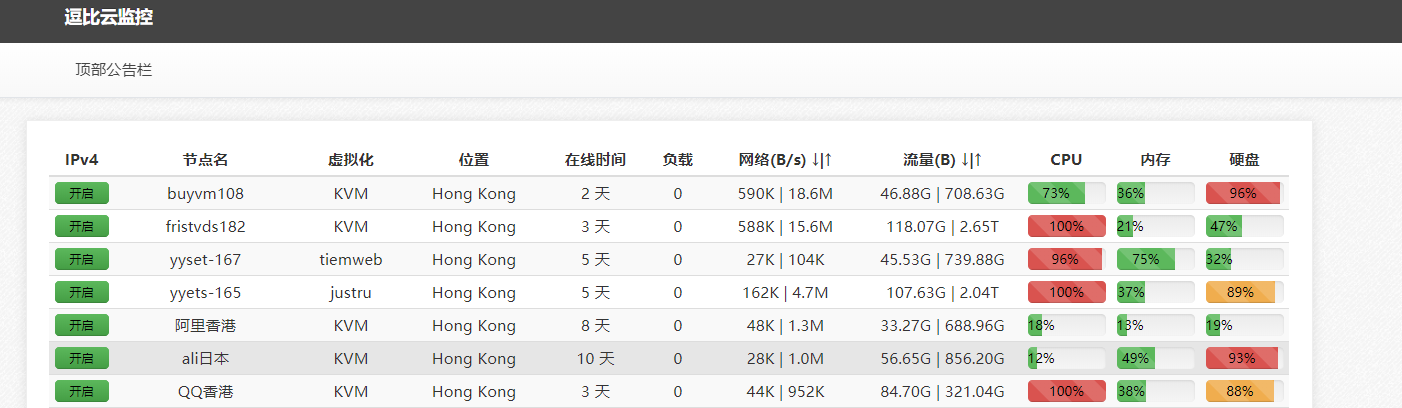 逗比云监控
顶部公告栏
IPv4 节点名 虚拟化 位置 在线时间 负载 网络(B/s) ↓|↑ 流量(B) ↓|↑ CPU 内存 硬盘
开启 buyvm108 KVM Hong Kong 2 天 0 590K | 18.6M 46.88G | 708.63G 73% 36% 96%
开启 fristvds182 KVM Hong Kong 3 天 0 588K | 15.6M 118.07G | 2.65T 100% 21% 47%
开启 yyset-167 tiemweb Hong Kong 5 天 0 27K | 104K 45.53G | 739.88G 96% 75% 32%
开启 yyets-165 justru Hong Kong 5 天 0 162K | 4.7M 107.63G | 2.04T 100% 37% 89%
开启 阿里香港 KVM Hong Kong 8 天 0 48K | 1.3M 33.27G | 688.96G 18% 13% 19%
开启 ali日本 KVM Hong Kong 10 天 0 28K | 1.0M 56.65G | 856.20G 12% 49% 93%
开启 QQ香港 KVM Hong Kong 3 天 0 44K | 952K 84.70G | 321.04G 100% 38% 88%